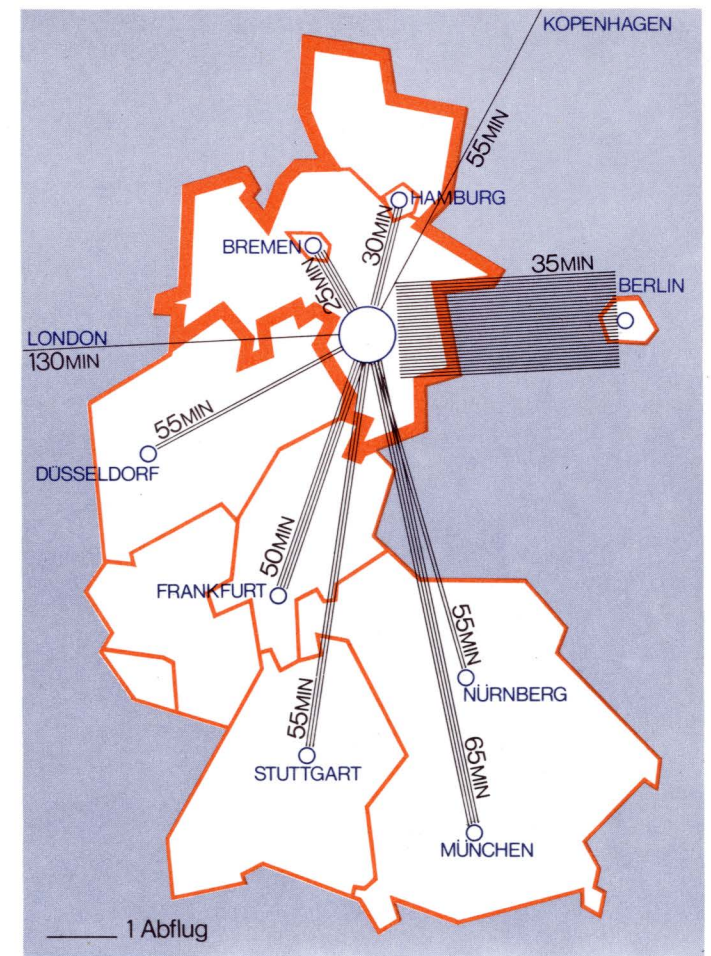 KOPENHAGEN
55MIN
HAMBURG
30MIN
BREMEN
25MIN
35MIN
BERLIN
LONDON
130MIN
55MIN
DÜSSELDORF
50MIN
FRANKFURT
55MIN
NÜRNBERG
55MIN
STUTTGART
65MIN
MÜNCHEN
1 Abflug